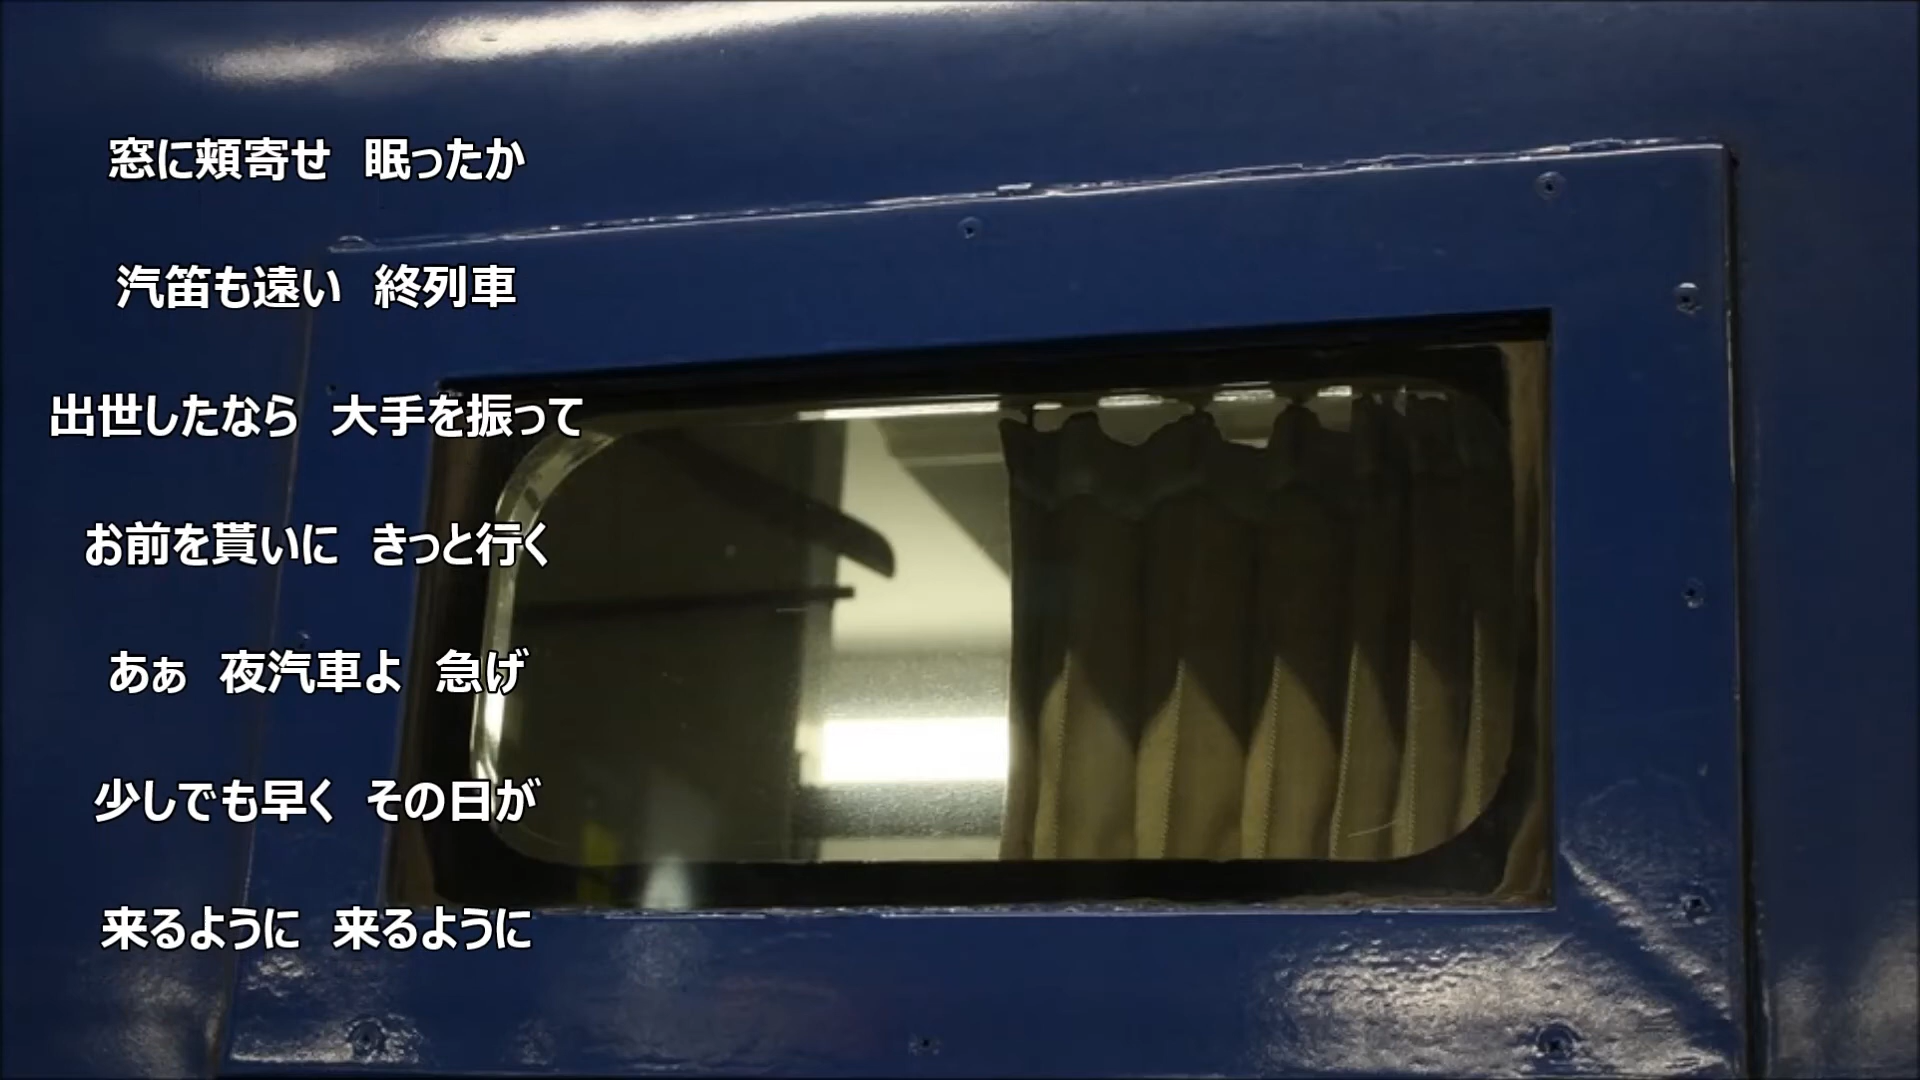 窓に頬寄せ　眠ったか
汽笛も遠い　終列車
出世したなら　大手を振って
お前を貰いに　きっと行く
あぁ　夜汽車よ　急げ
少しでも早く　その日が
来るように　来るように